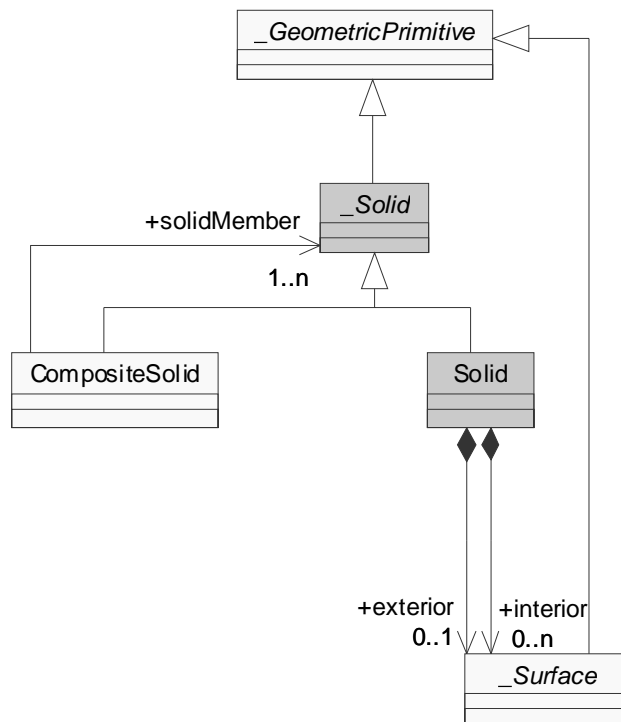 _GeometricPrimitive
_Solid
+solidMember
1..n
CompositeSolid
Solid
+exterior
+interior
0..1
0..n
_Surface